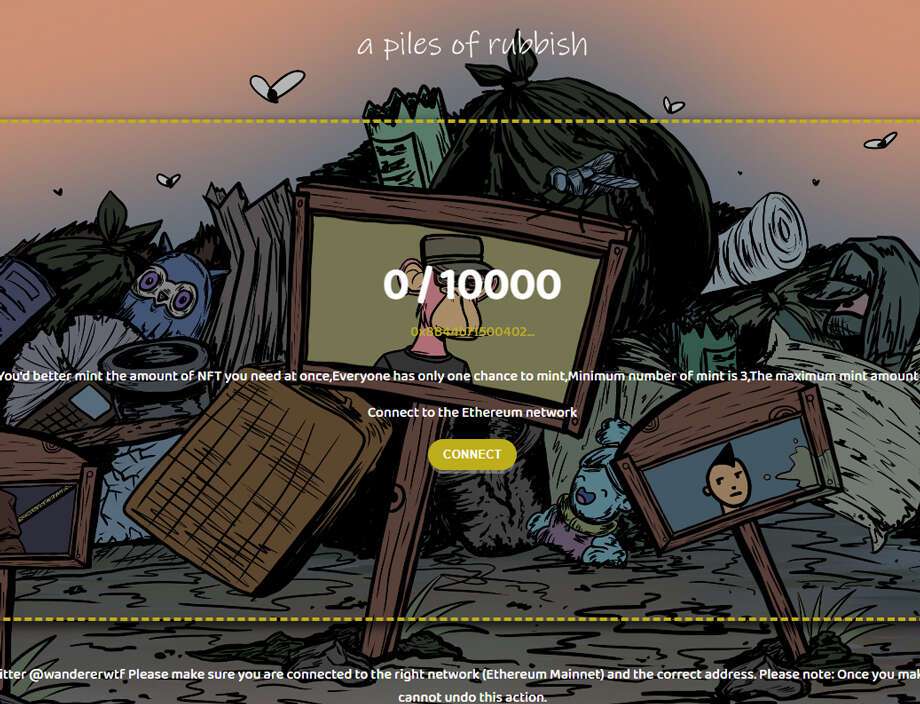 a piles of rubbish
0 / 10000
You'd better mint the amount of NFT you need at once,Everyone has only one chance to mint,Minimum number of mint is 3,The maximum mint amount
Connect to the Ethereum network
CONNECT
itter @wandererwtf Please make sure you are connected to the right network (Ethereum Mainnet) and the correct address. Please note: Once you mak
cannot undo this action.